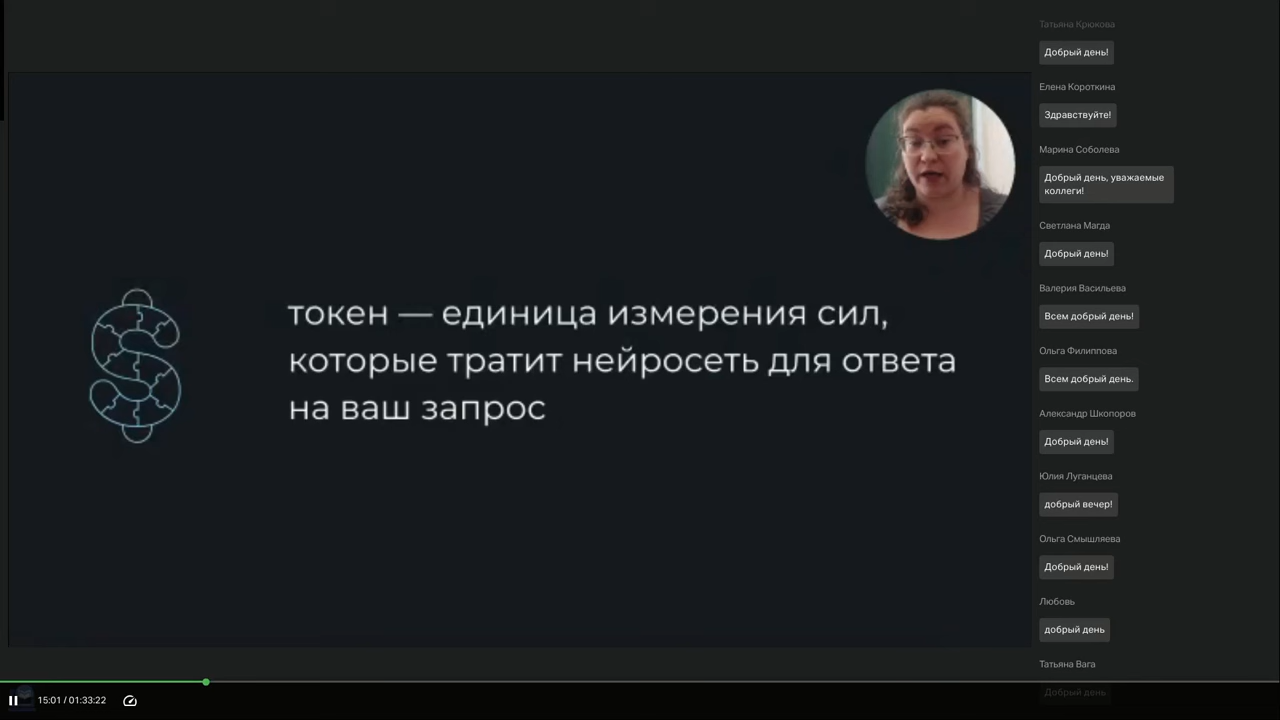 токен — единица измерения сил,
которые тратит нейросеть для ответа
на ваш запрос
Татьяна Крюкова
Добрый день!
Елена Короткина
Здравствуйте!
Марина Соболева
Добрый день, уважаемые
коллеги!
Светлана Магда
Добрый день!
Валерия Васильева
Всем добрый день!
Ольга Филиппова
Всем добрый день.
Александр Шкопоров
Добрый день!
Юлия Луганцева
добрый вечер!
Ольга Смышляева
Добрый день!
Любовь
добрый день
Татьяна Вага
Добрый день
15:01 / 01:33:22